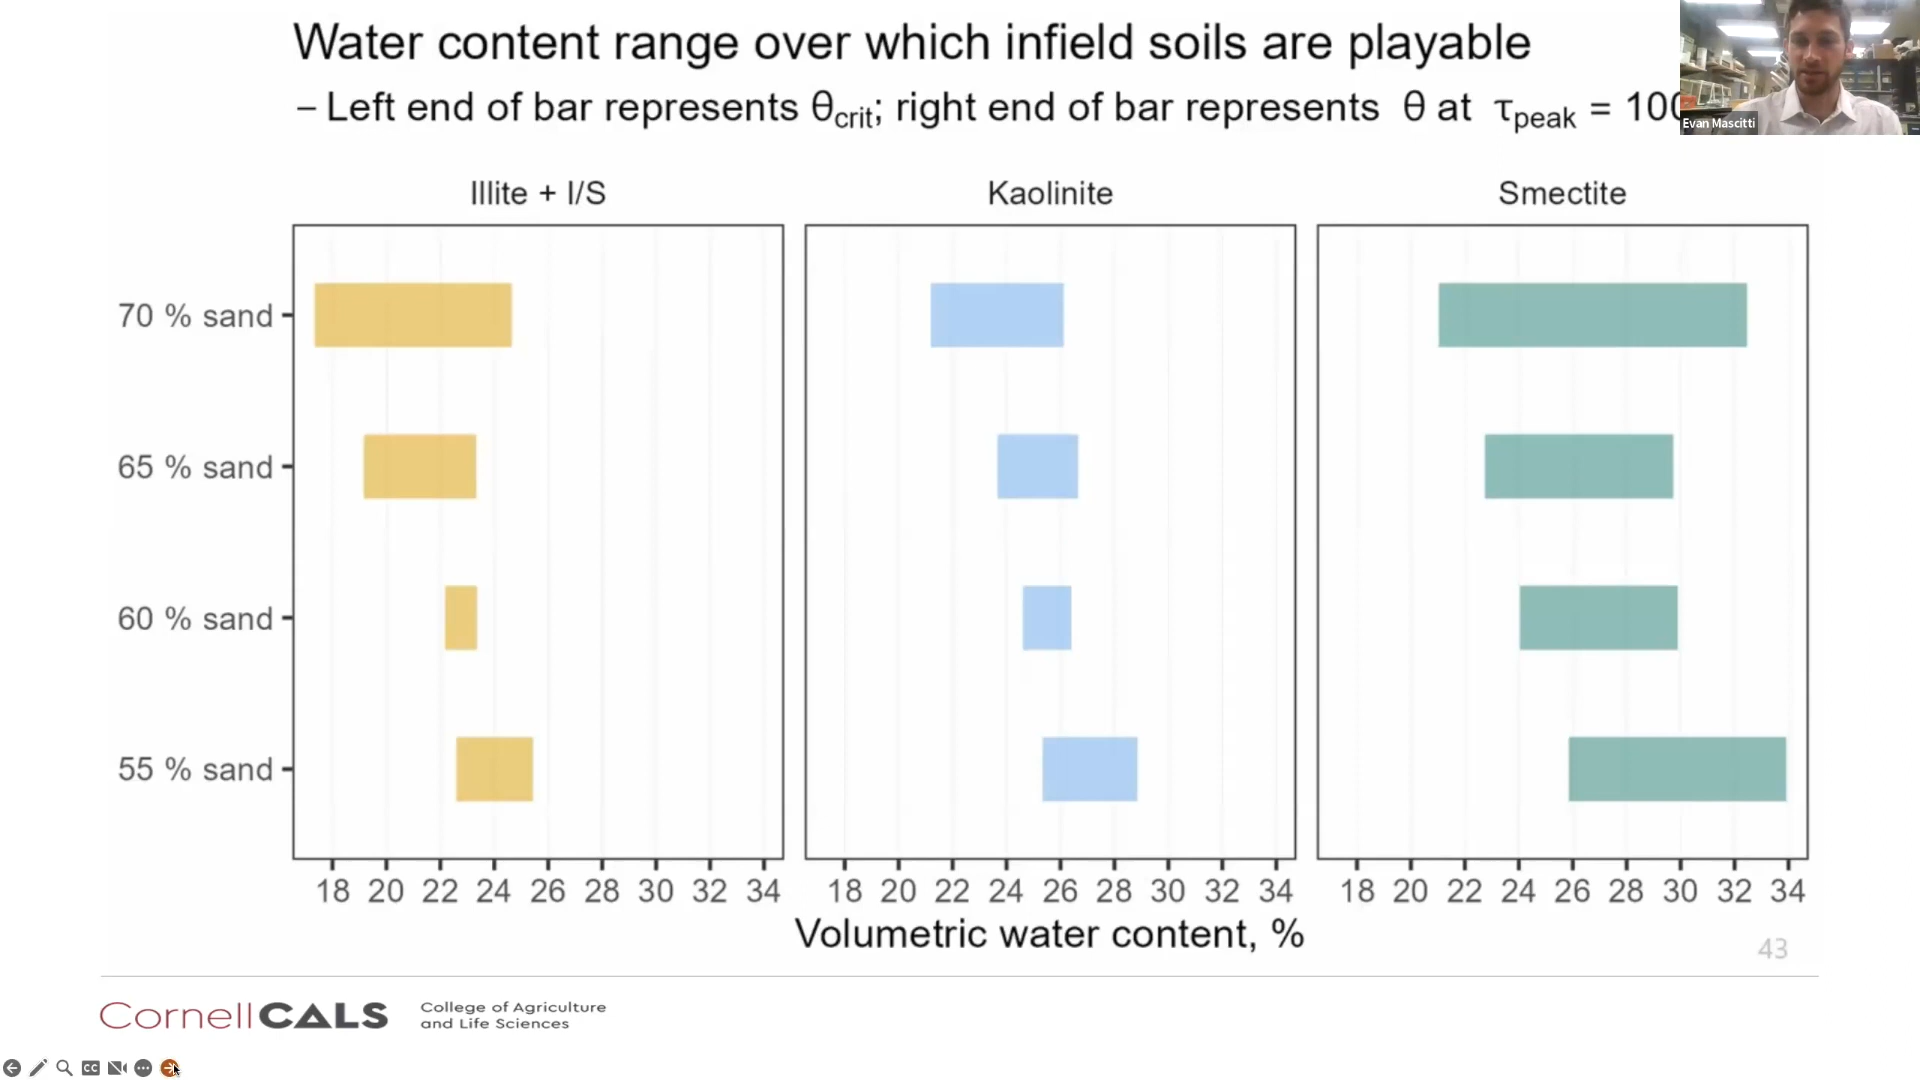 Water content range over which infield soils are playable
– Left end of bar represents θcrit; right end of bar represents θ at τpeak = 100
Evan Mascitti
Illite + I/S
Kaolinite
Smectite
70 % sand
65 % sand
60 % sand
55 % sand
18 20 22 24 26 28 30 32 34
18 20 22 24 26 28 30 32 34
18 20 22 24 26 28 30 32 34
Volumetric water content, %
43
CornellCALS
College of Agriculture
and Life Sciences
CC